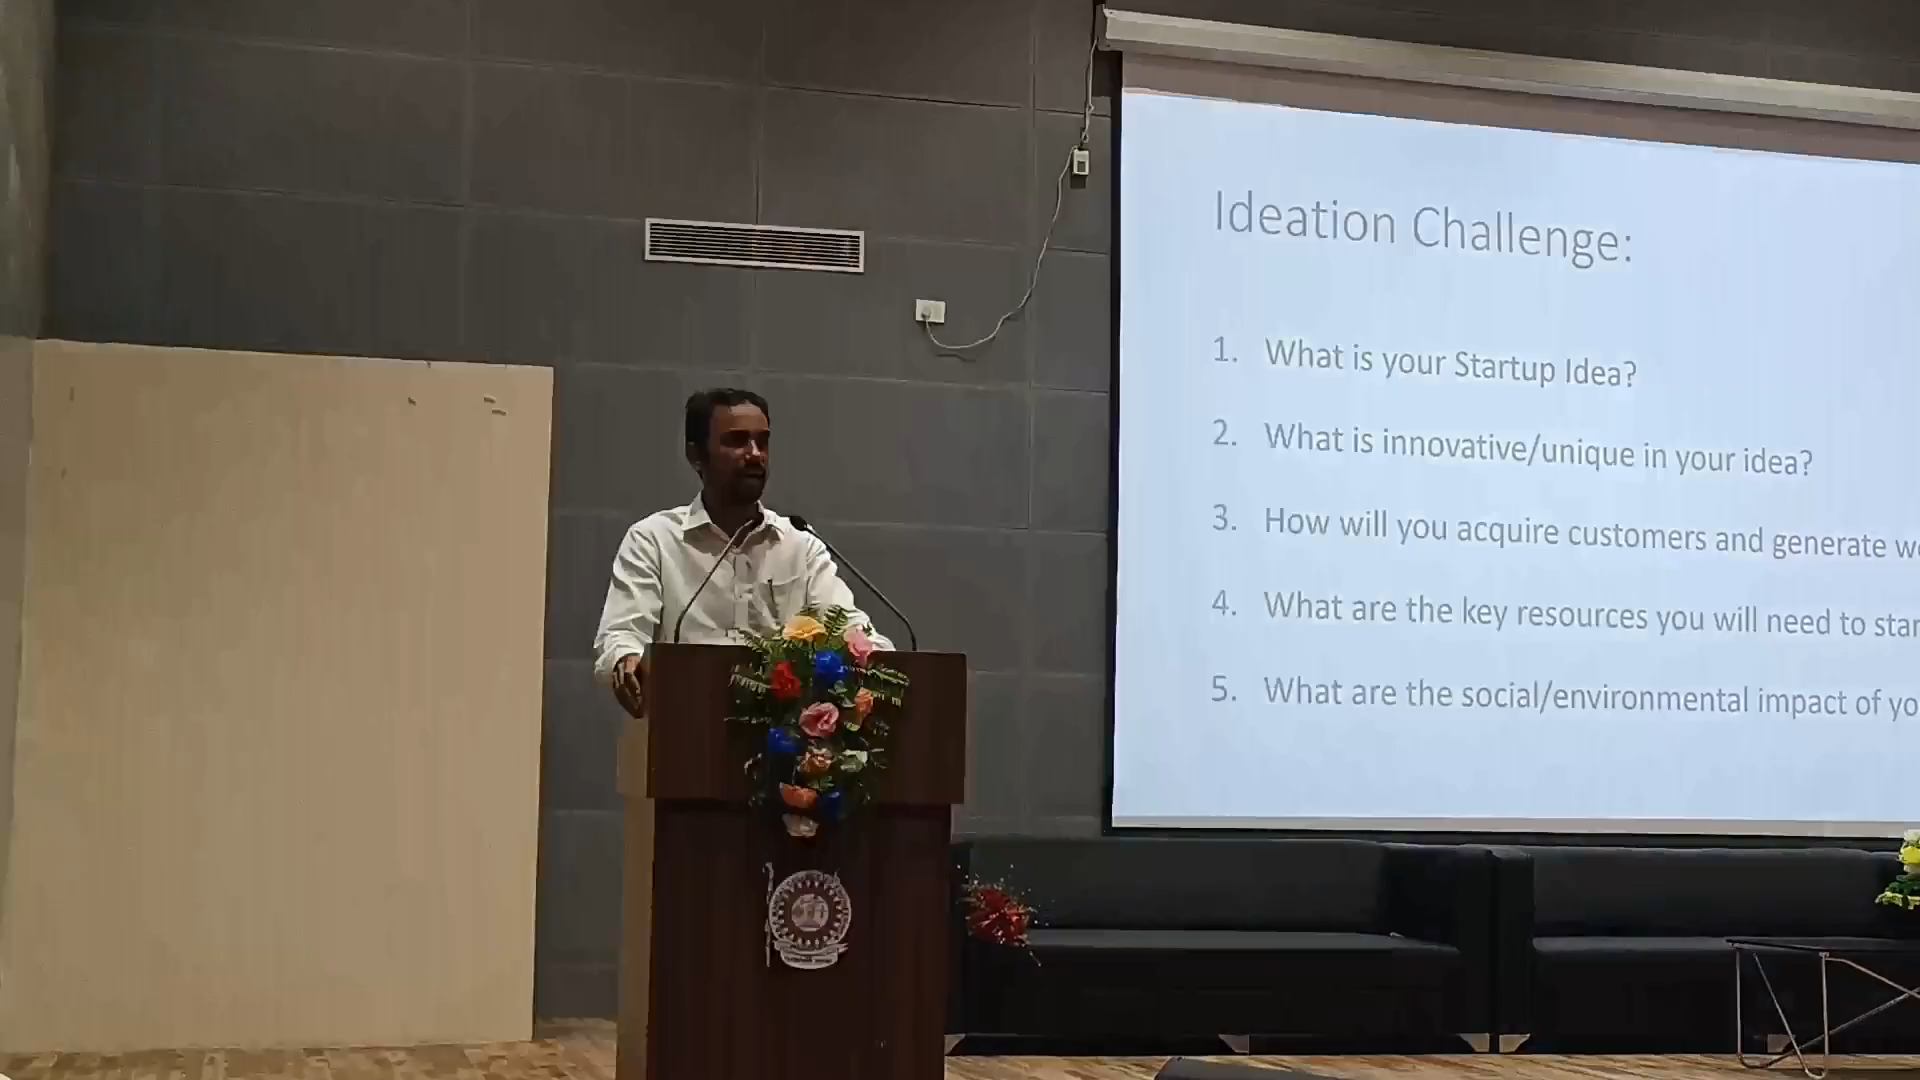 Ideation Challenge:
1. What is your Startup Idea?
2. What is innovative/unique in your idea?
3. How will you acquire customers and generate
4. What are the key resources you will need to
5. What are the social/environmental impact of